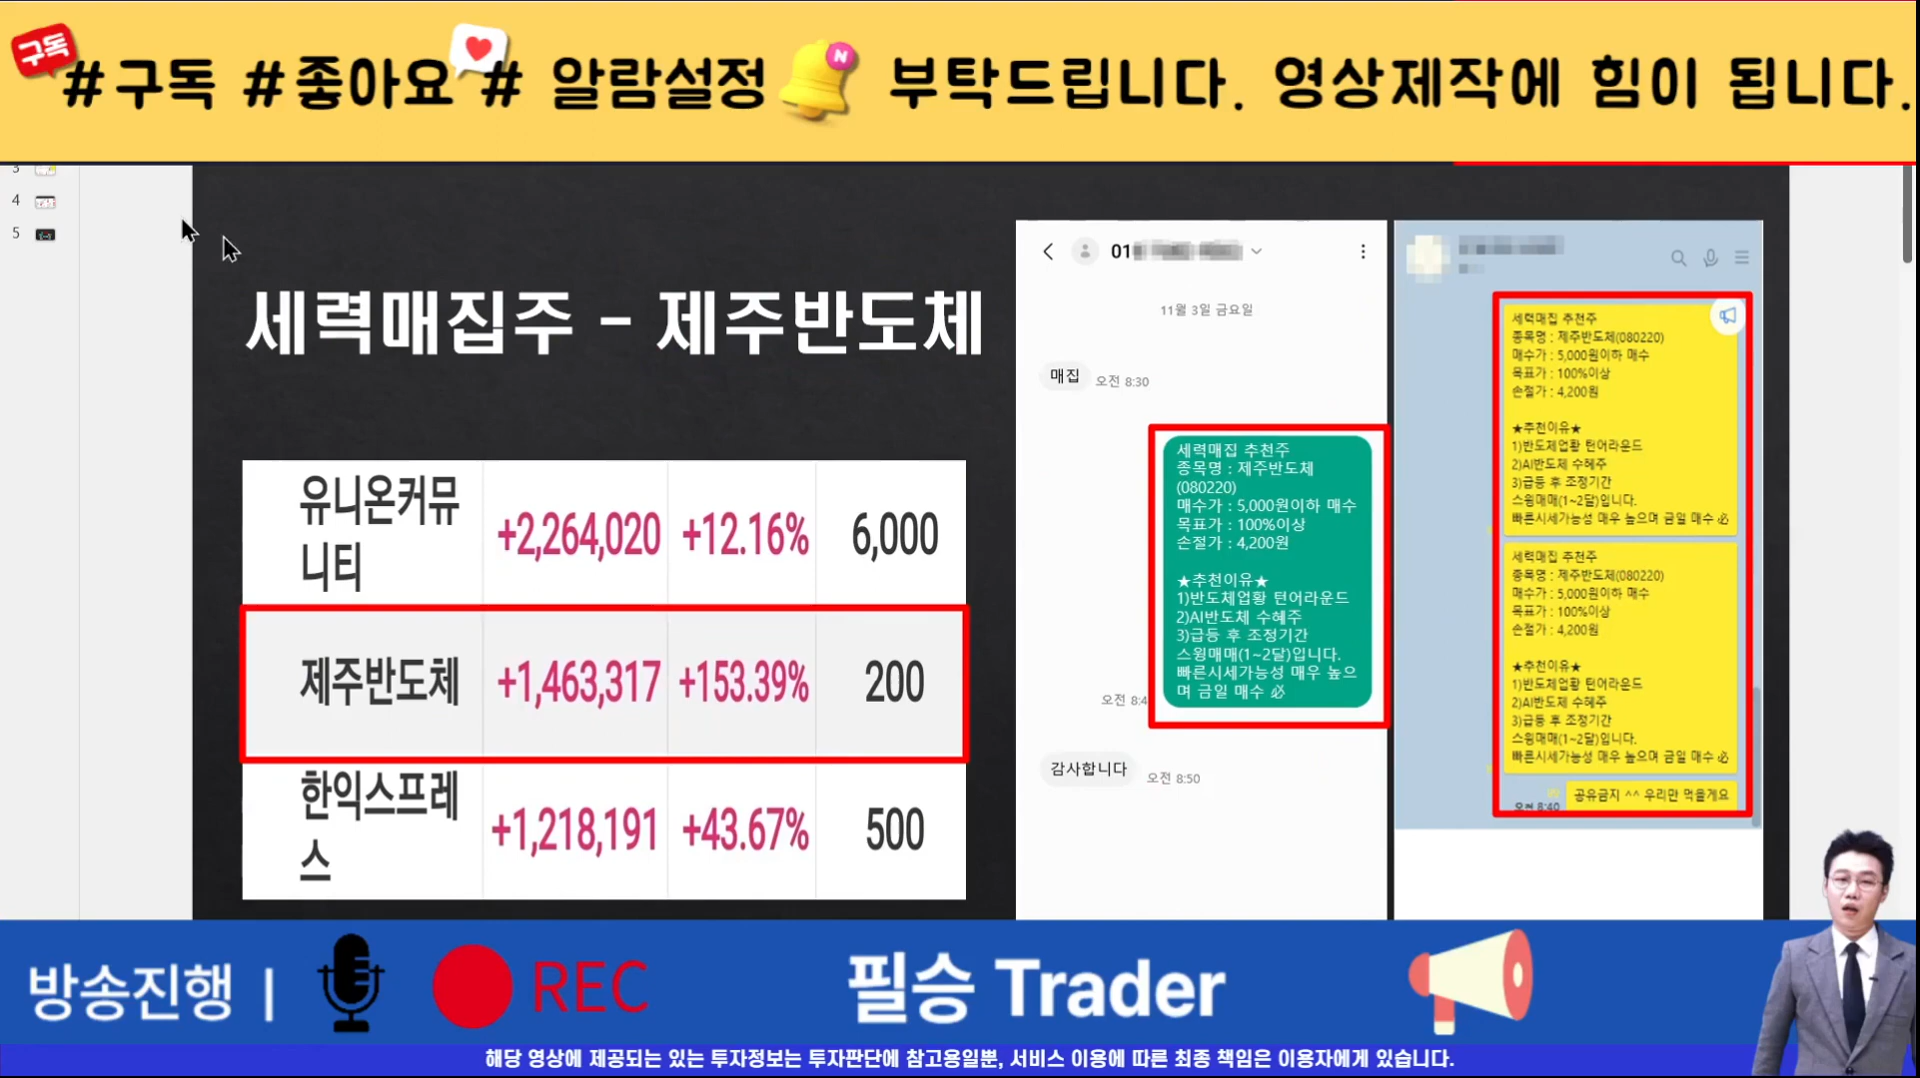 구독
#구독 #좋아요 # 알람설정 N 부탁드립니다. 영상제작에 힘이 됩니다.
3
4
5
세력매집주 - 제주반도체
유니온커뮤니티 +2,264,020 +12.16% 6,000
제주반도체 +1,463,317 +153.39% 200
한익스프레스 +1,218,191 +43.67% 500
01
11월 3일 금요일
매집 오전 8:30
세력매집 추천주
종목명 : 제주반도체
(080220)
매수가 : 5,000원이하 매수
목표가 : 100%이상
손절가 : 4,200원
★추천이유★
1)반도체업황 턴어라운드
2)AI반도체 수혜주
3)급등 후 조정기간
스윙매매(1~2달)입니다.
빠른시세가능성 매우 높으
며 금일 매수 必
오전 8:4
감사합니다 오전 8:50
세력매집 추천주
종목명 : 제주반도체(080220)
매수가 : 5,000원이하 매수
목표가 : 100%이상
손절가 : 4,200원
★추천이유★
1)반도체업황 턴어라운드
2)AI반도체 수혜주
3)급등 후 조정기간
스윙매매(1~2달)입니다.
빠른시세가능성 매우 높으며 금일 매수 必
세력매집 추천주
종목명 : 제주반도체(080220)
매수가 : 5,000원이하 매수
목표가 : 100%이상
손절가 : 4,200원
★추천이유★
1)반도체업황 턴어라운드
2)AI반도체 수혜주
3)급등 후 조정기간
스윙매매(1~2달)입니다.
빠른시세가능성 매우 높으며 금일 매수 必
오전 8:40 공유금지 ^^ 우리만 먹을게요
방송진행 | REC 필승 Trader
해당 영상에 제공되는 있는 투자정보는 투자판단에 참고용일뿐, 서비스 이용에 따른 최종 책임은 이용자에게 있습니다.